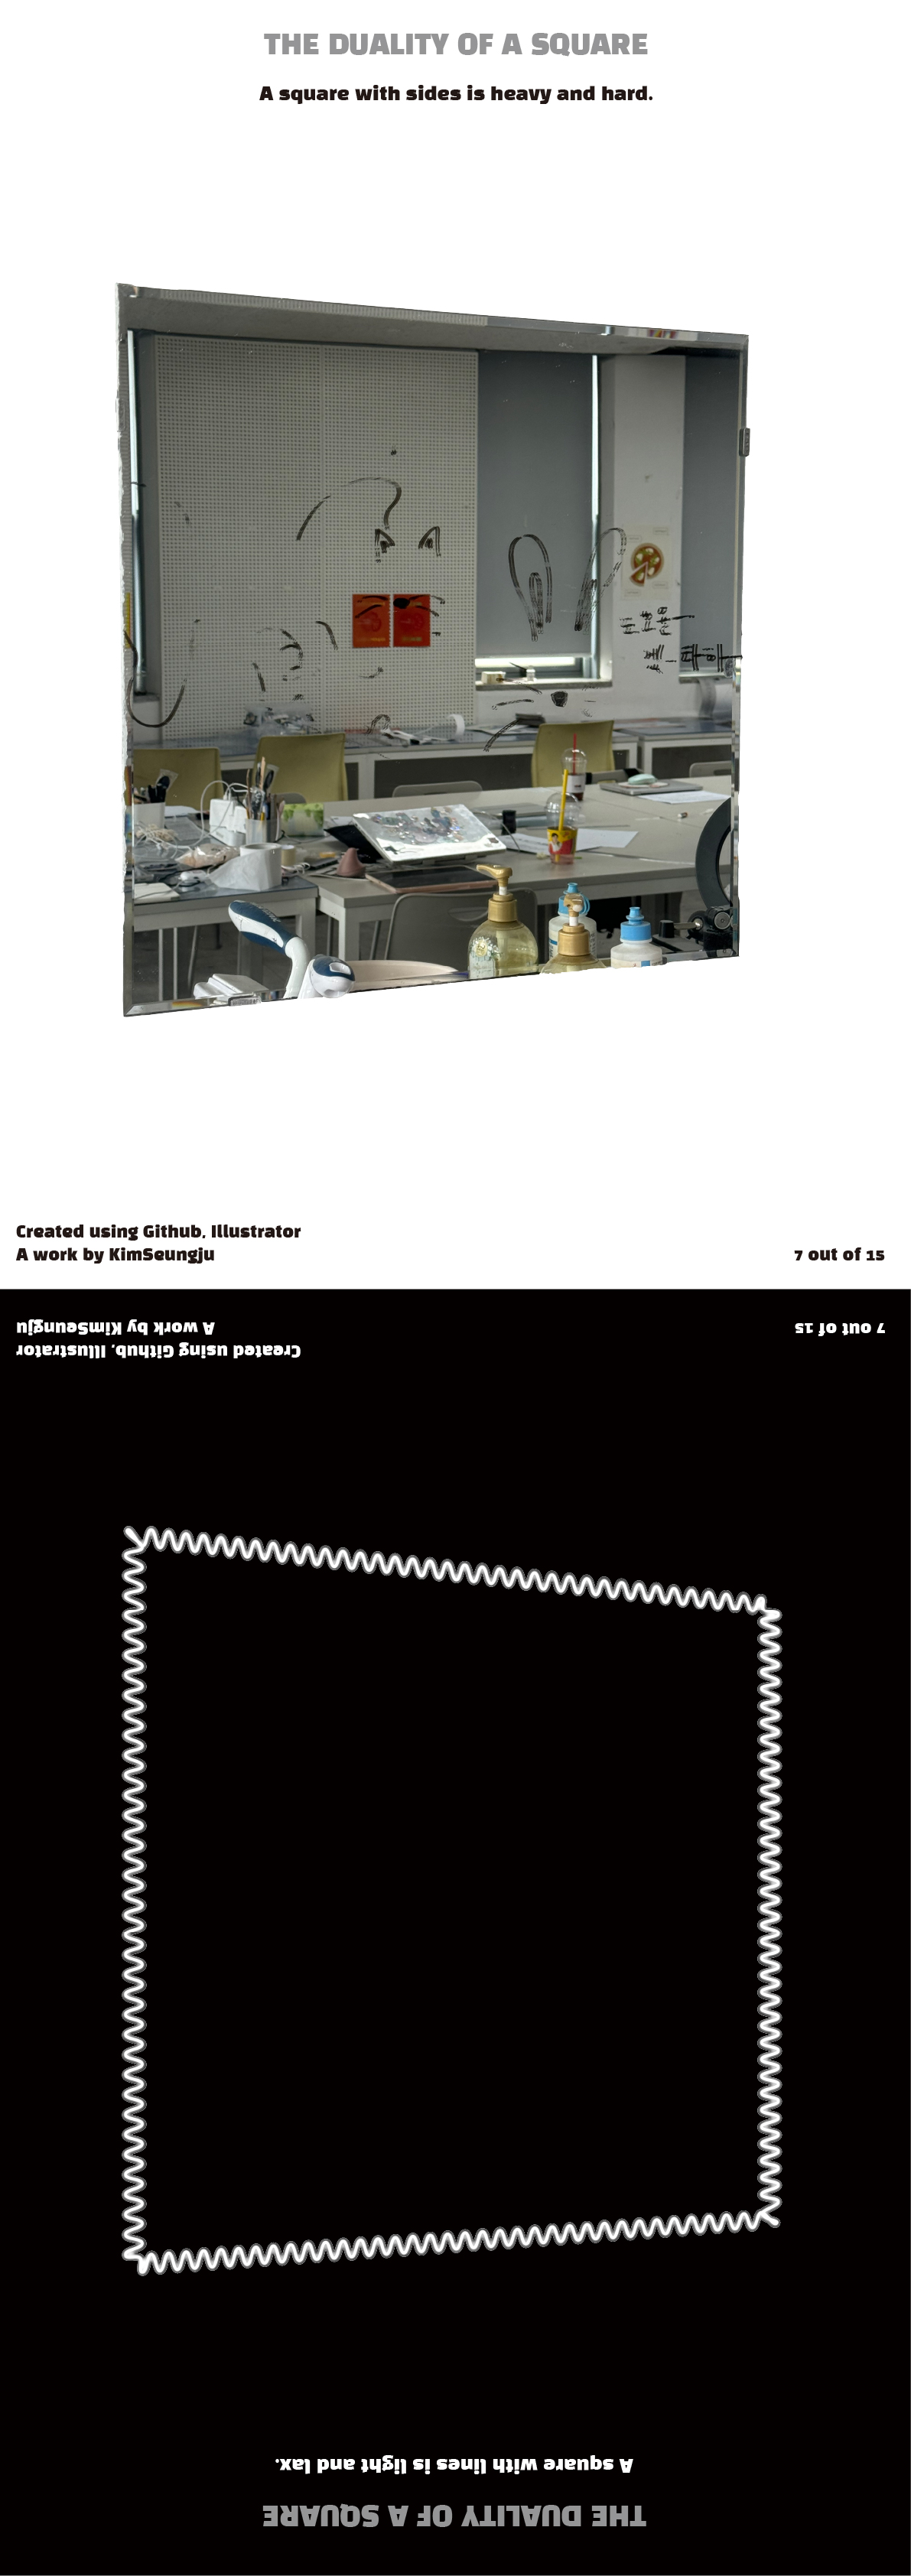 THE DUALITY OF A SQUARE
A square with sides is heavy and hard.
Created using Github, Illustrator
A work by KimSeungju
7 out of 15
A work by KimSeungju
Created using Github, Illustrator
7 out of 15
A square with lines is light and lax.
THE DUALITY OF A SQUARE